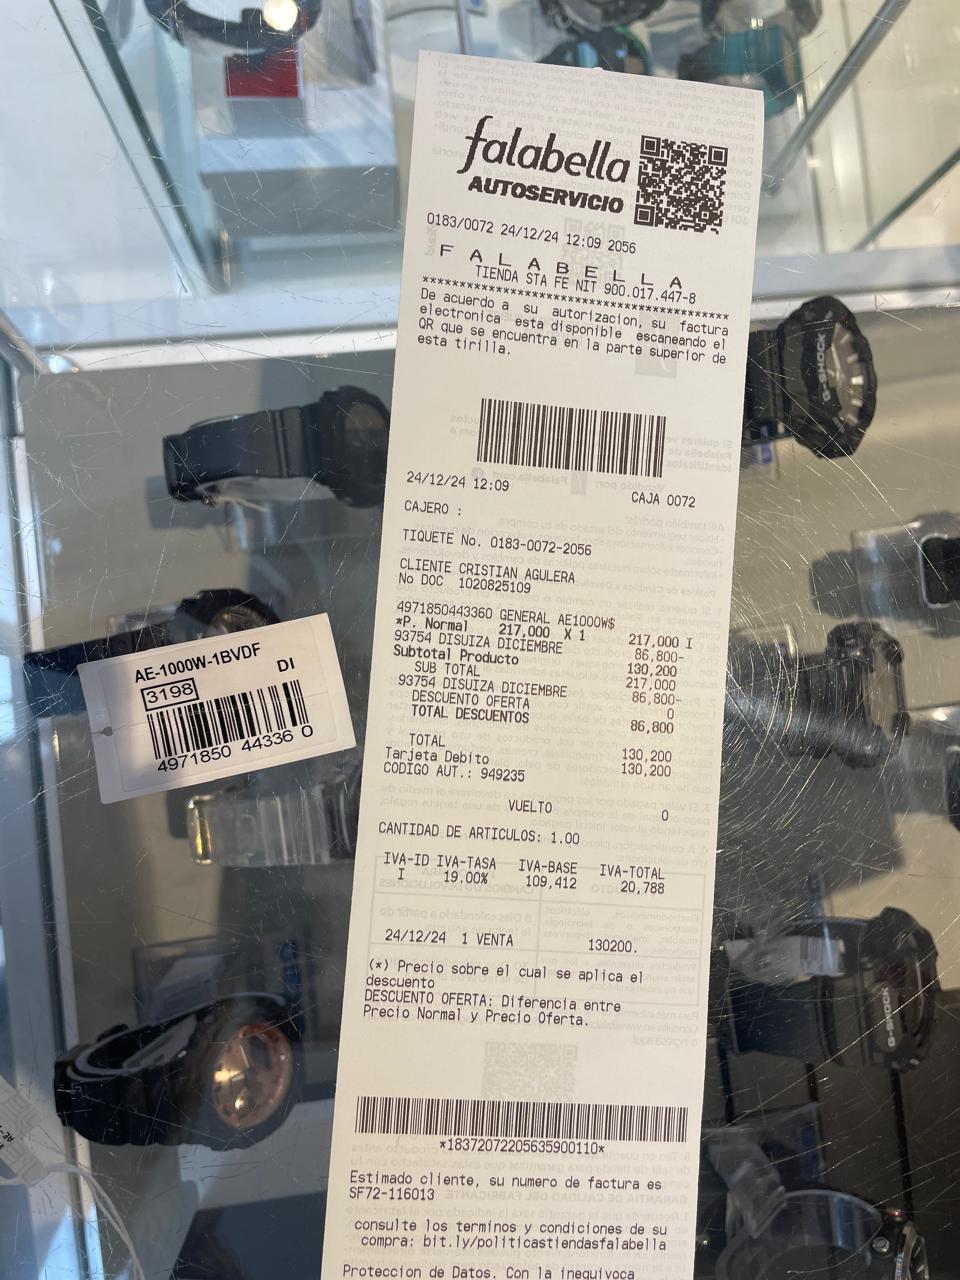 falabella
AUTOSERVICIO
0183/0072 24/12/24 12:09 2056
F A L A B E L L A
TIENDA STA FE NIT 900.017.447-8
****************************************
De acuerdo a su autorizacion, su factura
electronica esta disponible escaneando el
QR que se encuentra en la parte superior de
esta tirilla.
24/12/24 12:09 CAJA 0072
CAJERO :
TIQUETE No. 0183-0072-2056
CLIENTE CRISTIAN AGULERA
No DOC 1020825109
4971850443360 GENERAL AE1000W$
*P. Normal 217,000 X 1 217,000 I
93754 DISUIZA DICIEMBRE 86,800-
Subtotal Producto 130,200
SUB TOTAL 217,000
93754 DISUIZA DICIEMBRE 86,800-
DESCUENTO OFERTA 0
TOTAL DESCUENTOS 86,800
TOTAL 130,200
Tarjeta Debito 130,200
CODIGO AUT.: 949235
VUELTO 0
CANTIDAD DE ARTICULOS: 1.00
IVA-ID IVA-TASA IVA-BASE IVA-TOTAL
I 19.00% 109,412 20,788
24/12/24 1 VENTA 130200.
(*) Precio sobre el cual se aplica el
descuento
DESCUENTO OFERTA: Diferencia entre
Precio Normal y Precio Oferta.
*18372072205635900110*
Estimado cliente, su numero de factura es
SF72-116013
consulte los terminos y condiciones de su
compra: bit.ly/politicastiendasfalabella
Proteccion de Datos. Con la inequivoca
AE-1000W-1BVDF
DI
3198
4971850 44336 0
G-SHOCK
G-SHOCK